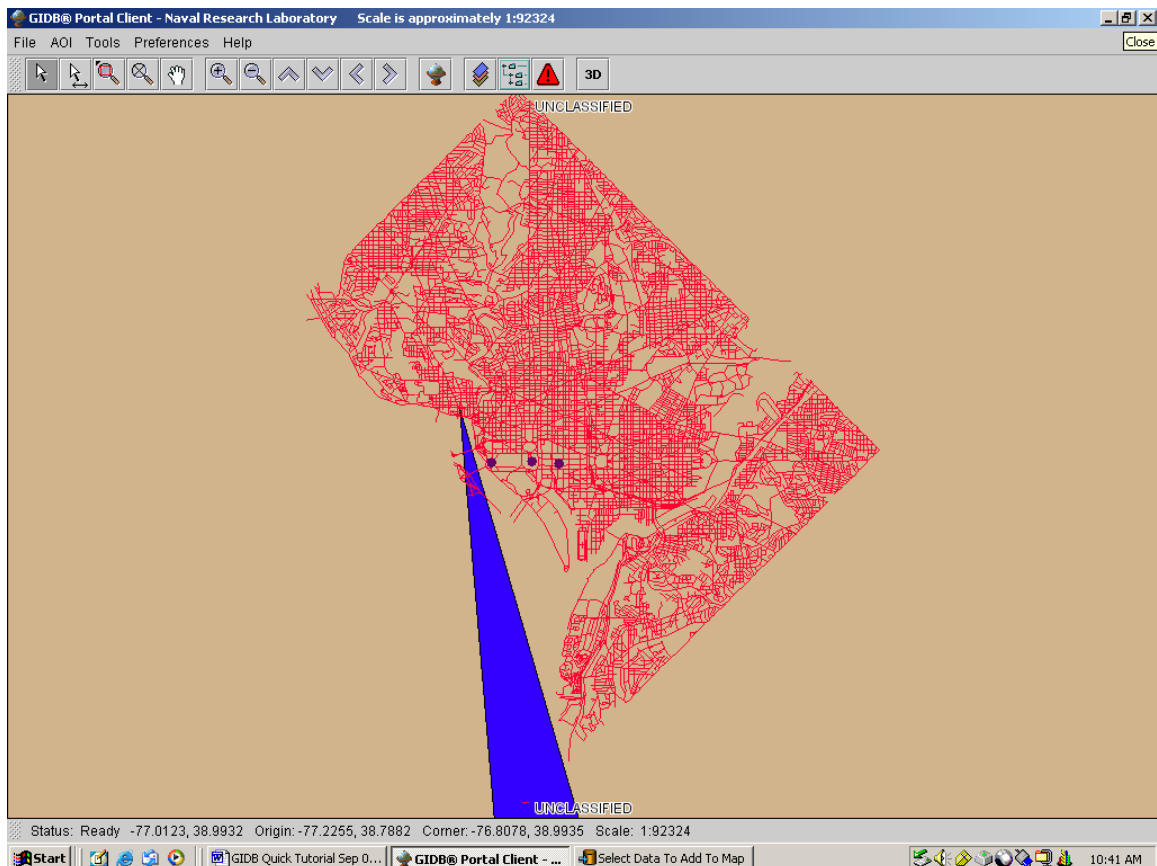 GIDB® Portal Client - Naval Research Laboratory Scale is approximately 1:92324
File AOI Tools Preferences Help
Close
3D
UNCLASSIFIED
UNCLASSIFIED
Status: Ready -77.0123, 38.9932 Origin: -77.2255, 38.7882 Corner: -76.8078, 38.9935 Scale: 1:92324
Start GIDB Quick Tutorial Sep 0... GIDB® Portal Client - ... Select Data To Add To Map 10:41 AM